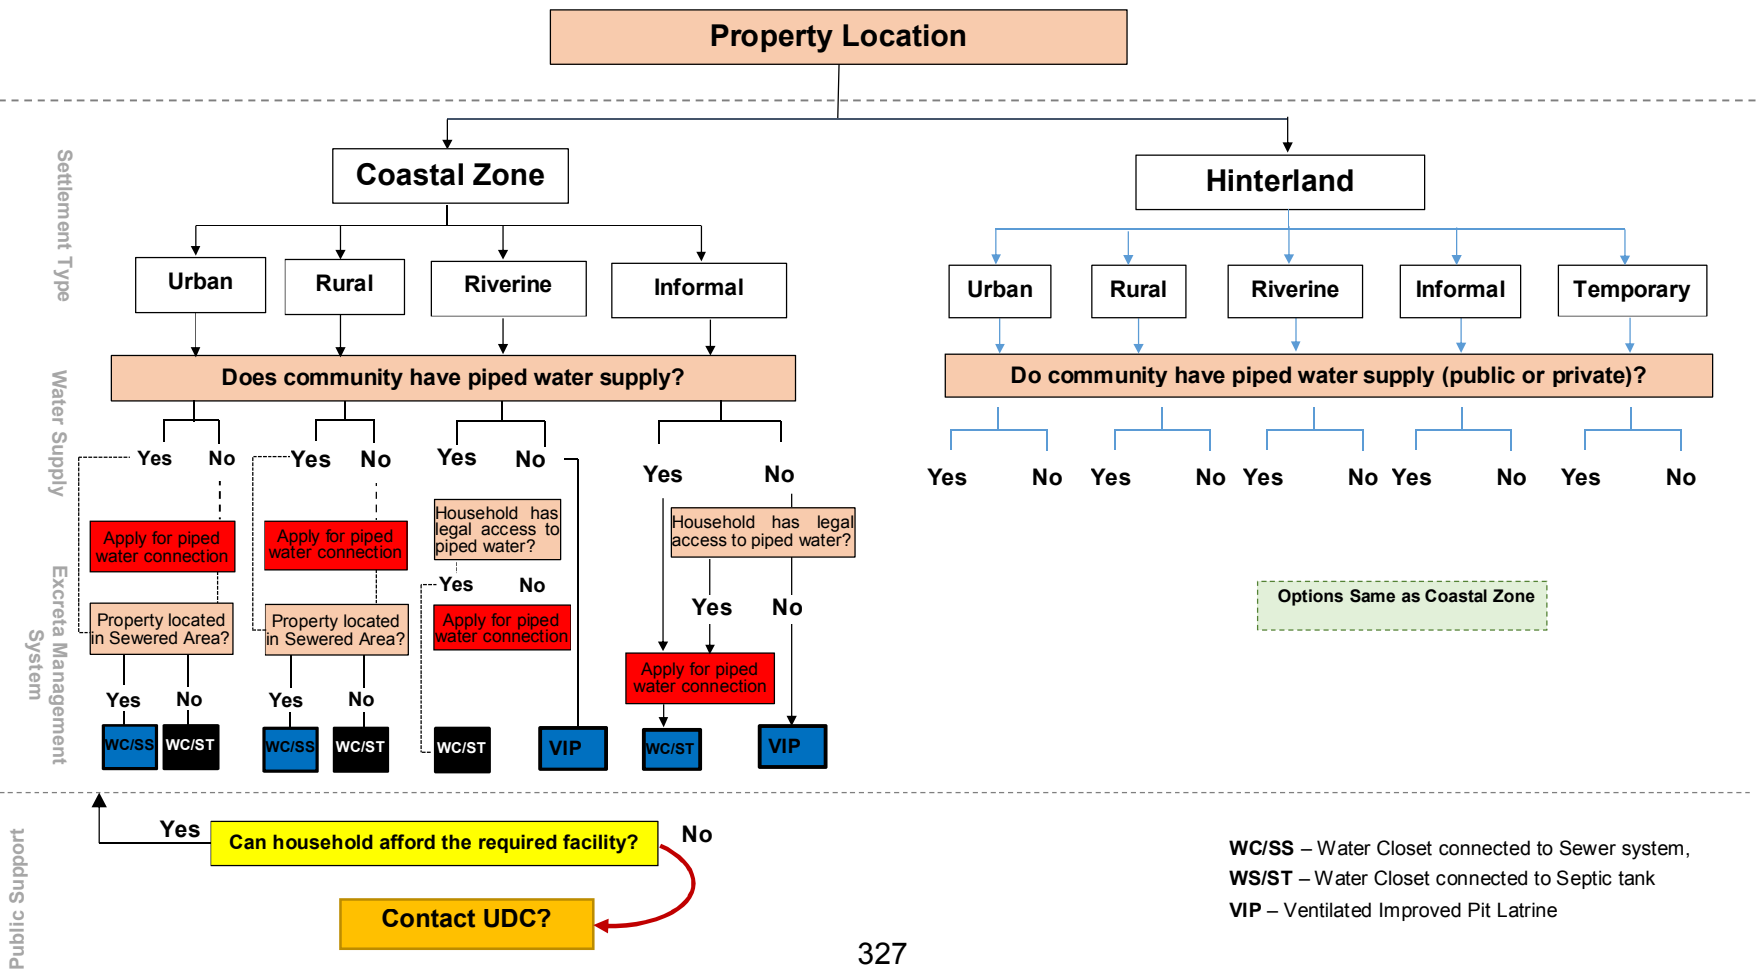 Property Location
Settlement Type
Coastal Zone
Hinterland
Urban
Rural
Riverine
Informal
Urban
Rural
Riverine
Informal
Temporary
Water Supply
Does community have piped water supply?
Do community have piped water supply (public or private)?
Yes
No
Yes
No
Yes
No
Yes
No
Yes
No
Yes
No
Yes
No
Yes
No
Yes
No
Excreta Management
System
Apply for piped
water connection
Apply for piped
water connection
Household has
legal access to
piped water?
Household has legal
access to piped water?
Yes
No
Yes
No
Property located
in Sewered Area?
Property located
in Sewered Area?
Apply for piped
water connection
Apply for piped
water connection
Options Same as Coastal Zone
Yes
No
Yes
No
WC/SS
WC/ST
WC/SS
WC/ST
WC/ST
VIP
WC/ST
VIP
Public Support
Yes
Can household afford the required facility?
No
Contact UDC?
WC/SS – Water Closet connected to Sewer system,
WS/ST – Water Closet connected to Septic tank
VIP – Ventilated Improved Pit Latrine
327